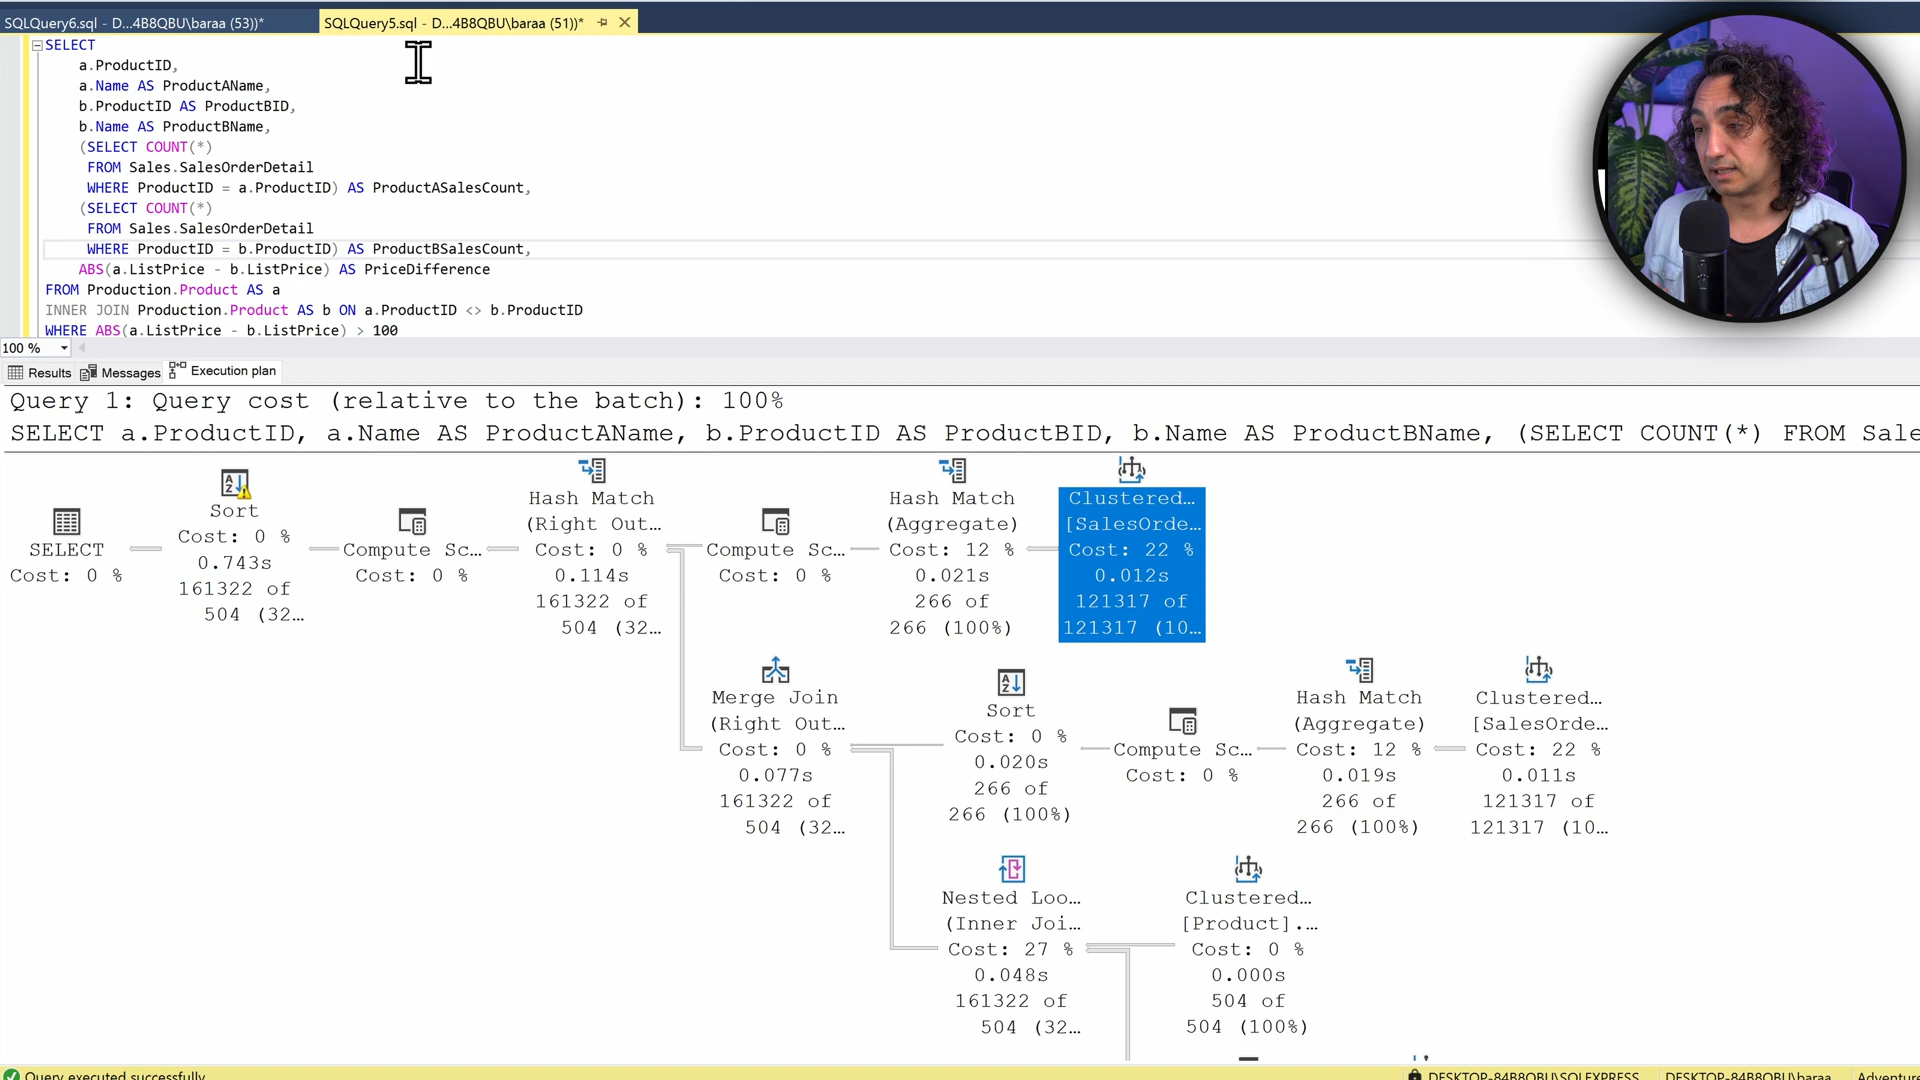 SQLQuery6.sql - D...4B8QBU\baraa (53))*
SQLQuery5.sql - D...4B8QBU\baraa (51))*
SELECT
a.ProductID,
a.Name AS ProductAName,
b.ProductID AS ProductBID,
b.Name AS ProductBName,
(SELECT COUNT(*)
FROM Sales.SalesOrderDetail
WHERE ProductID = a.ProductID) AS ProductASalesCount,
(SELECT COUNT(*)
FROM Sales.SalesOrderDetail
WHERE ProductID = b.ProductID) AS ProductBSalesCount,
ABS(a.ListPrice - b.ListPrice) AS PriceDifference
FROM Production.Product AS a
INNER JOIN Production.Product AS b ON a.ProductID <> b.ProductID
WHERE ABS(a.ListPrice - b.ListPrice) > 100
100 %
Results
Messages
Execution plan
Query 1: Query cost (relative to the batch): 100%
SELECT a.ProductID, a.Name AS ProductAName, b.ProductID AS ProductBID, b.Name AS ProductBName, (SELECT COUNT(*) FROM Sale
SELECT
Cost: 0 %
Sort
Cost: 0 %
0.743s
161322 of
504 (32...
Compute Sc...
Cost: 0 %
Hash Match
(Right Out...
Cost: 0 %
0.114s
161322 of
504 (32...
Compute Sc...
Cost: 0 %
Hash Match
(Aggregate)
Cost: 12 %
0.021s
266 of
266 (100%)
Clustered...
[SalesOrde...
Cost: 22 %
0.012s
121317 of
121317 (10...
Merge Join
(Right Out...
Cost: 0 %
0.077s
161322 of
504 (32...
Sort
Cost: 0 %
0.020s
266 of
266 (100%)
Compute Sc...
Cost: 0 %
Hash Match
(Aggregate)
Cost: 12 %
0.019s
266 of
266 (100%)
Clustered...
[SalesOrde...
Cost: 22 %
0.011s
121317 of
121317 (10...
Nested Loo...
(Inner Joi...
Cost: 27 %
0.048s
161322 of
504 (32...
Clustered...
[Product]....
Cost: 0 %
0.000s
504 of
504 (100%)
Query executed successfully
DESKTOP-84B8QBU\SQLEXPRESS
DESKTOP-84B8QBU\baraa
Adventure